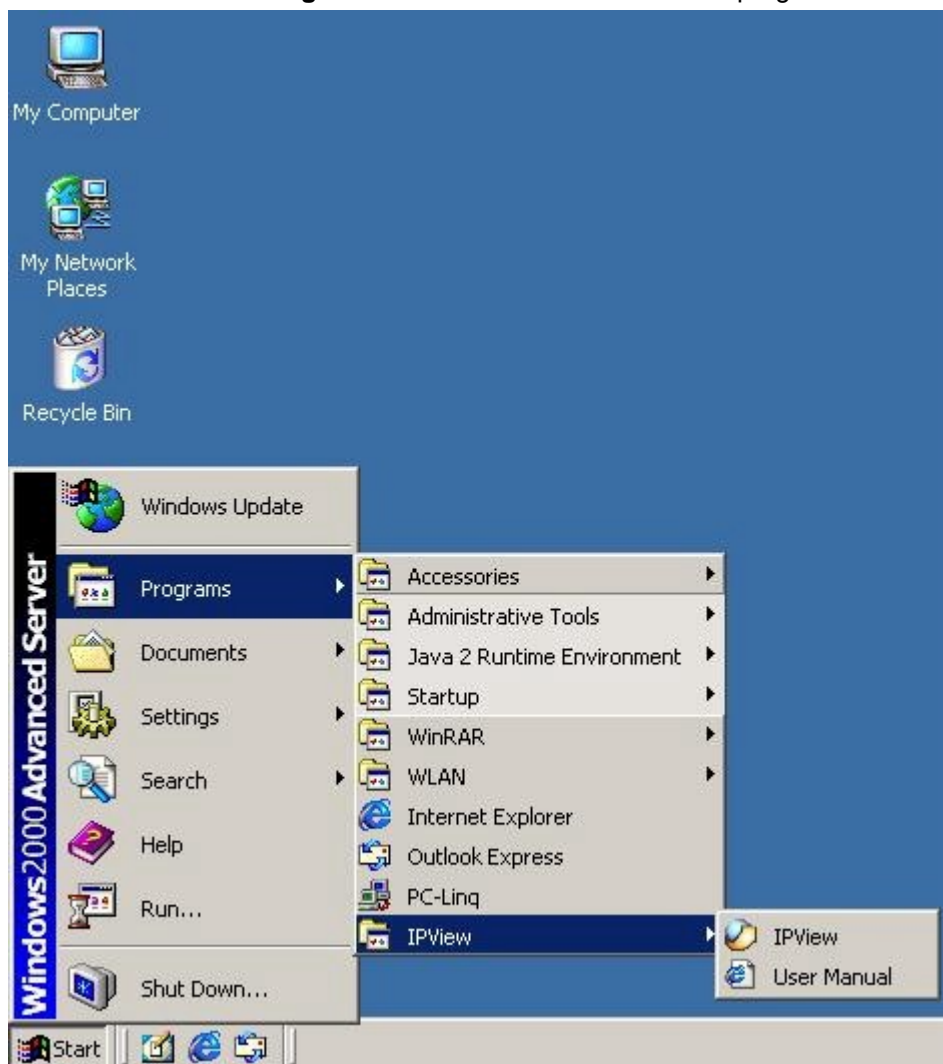 My Computer
My Network
Places
Recycle Bin
Windows2000 Advanced Server
Windows Update
Programs
Documents
Settings
Search
Help
Run...
Shut Down...
Accessories
Administrative Tools
Java 2 Runtime Environment
Startup
WinRAR
WLAN
Internet Explorer
Outlook Express
PC-Linq
IPView
IPView
User Manual
Start